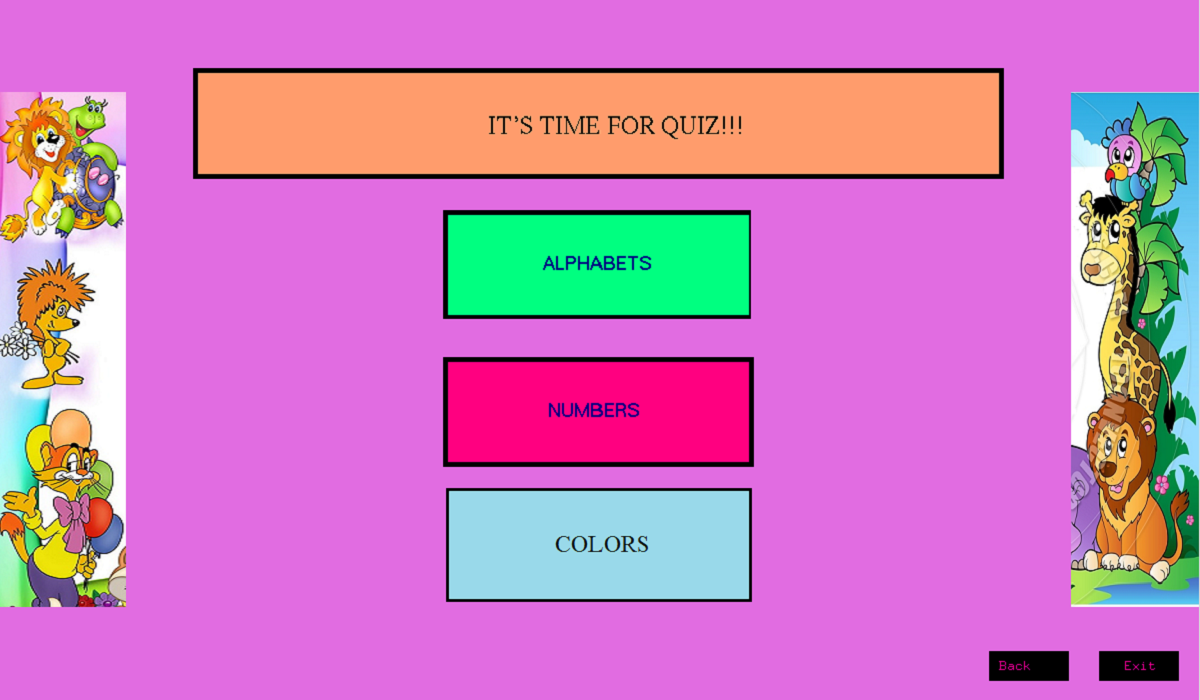 IT’S TIME FOR QUIZ!!!
ALPHABETS
NUMBERS
COLORS
Back
Exit